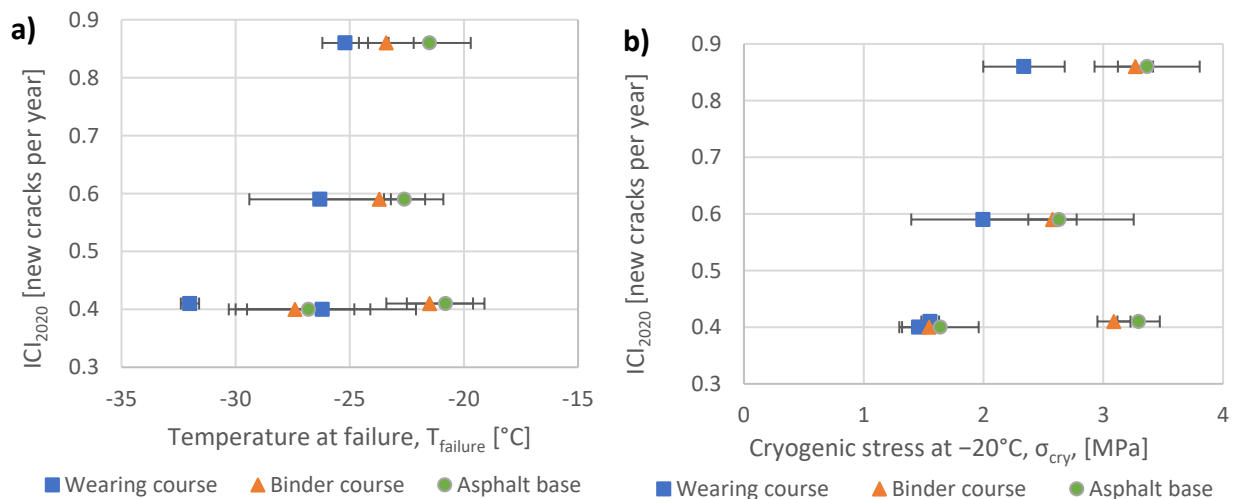 a)
ICI2020 [new cracks per year]
0.9
0.8
0.7
0.6
0.5
0.4
0.3
-35 -30 -25 -20 -15
Temperature at failure, Tfailure [°C]
Wearing course Binder course Asphalt base
b)
ICI2020 [new cracks per year]
0.9
0.8
0.7
0.6
0.5
0.4
0.3
0 1 2 3 4
Cryogenic stress at −20°C, σcry, [MPa]
Wearing course Binder course Asphalt base